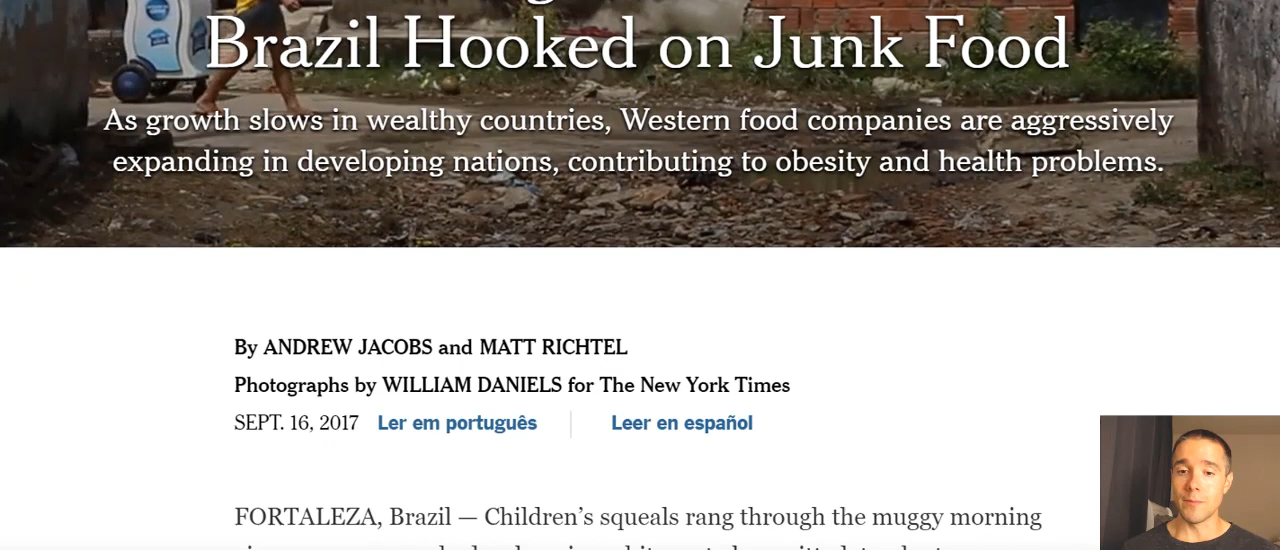 Brazil Hooked on Junk Food
As growth slows in wealthy countries, Western food companies are aggressively
expanding in developing nations, contributing to obesity and health problems.
By ANDREW JACOBS and MATT RICHTEL
Photographs by WILLIAM DANIELS for The New York Times
SEPT. 16, 2017 Ler em português Leer en español
FORTALEZA, Brazil — Children’s squeals rang through the muggy morning